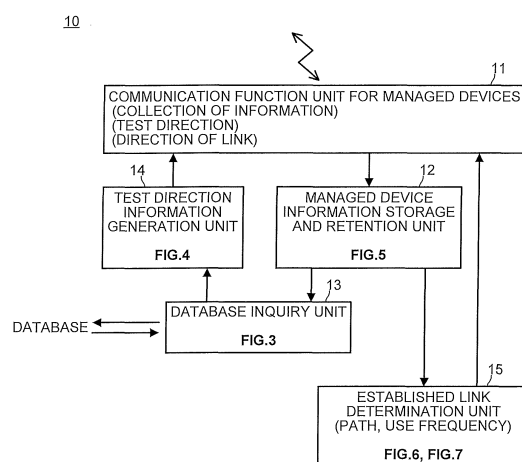 10
11
COMMUNICATION FUNCTION UNIT FOR MANAGED DEVICES
(COLLECTION OF INFORMATION)
(TEST DIRECTION)
(DIRECTION OF LINK)
14
TEST DIRECTION
INFORMATION
GENERATION UNIT
FIG.4
12
MANAGED DEVICE
INFORMATION STORAGE
AND RETENTION UNIT
FIG.5
13
DATABASE INQUIRY UNIT
FIG.3
DATABASE
15
ESTABLISHED LINK
DETERMINATION UNIT
(PATH, USE FREQUENCY)
FIG.6, FIG.7